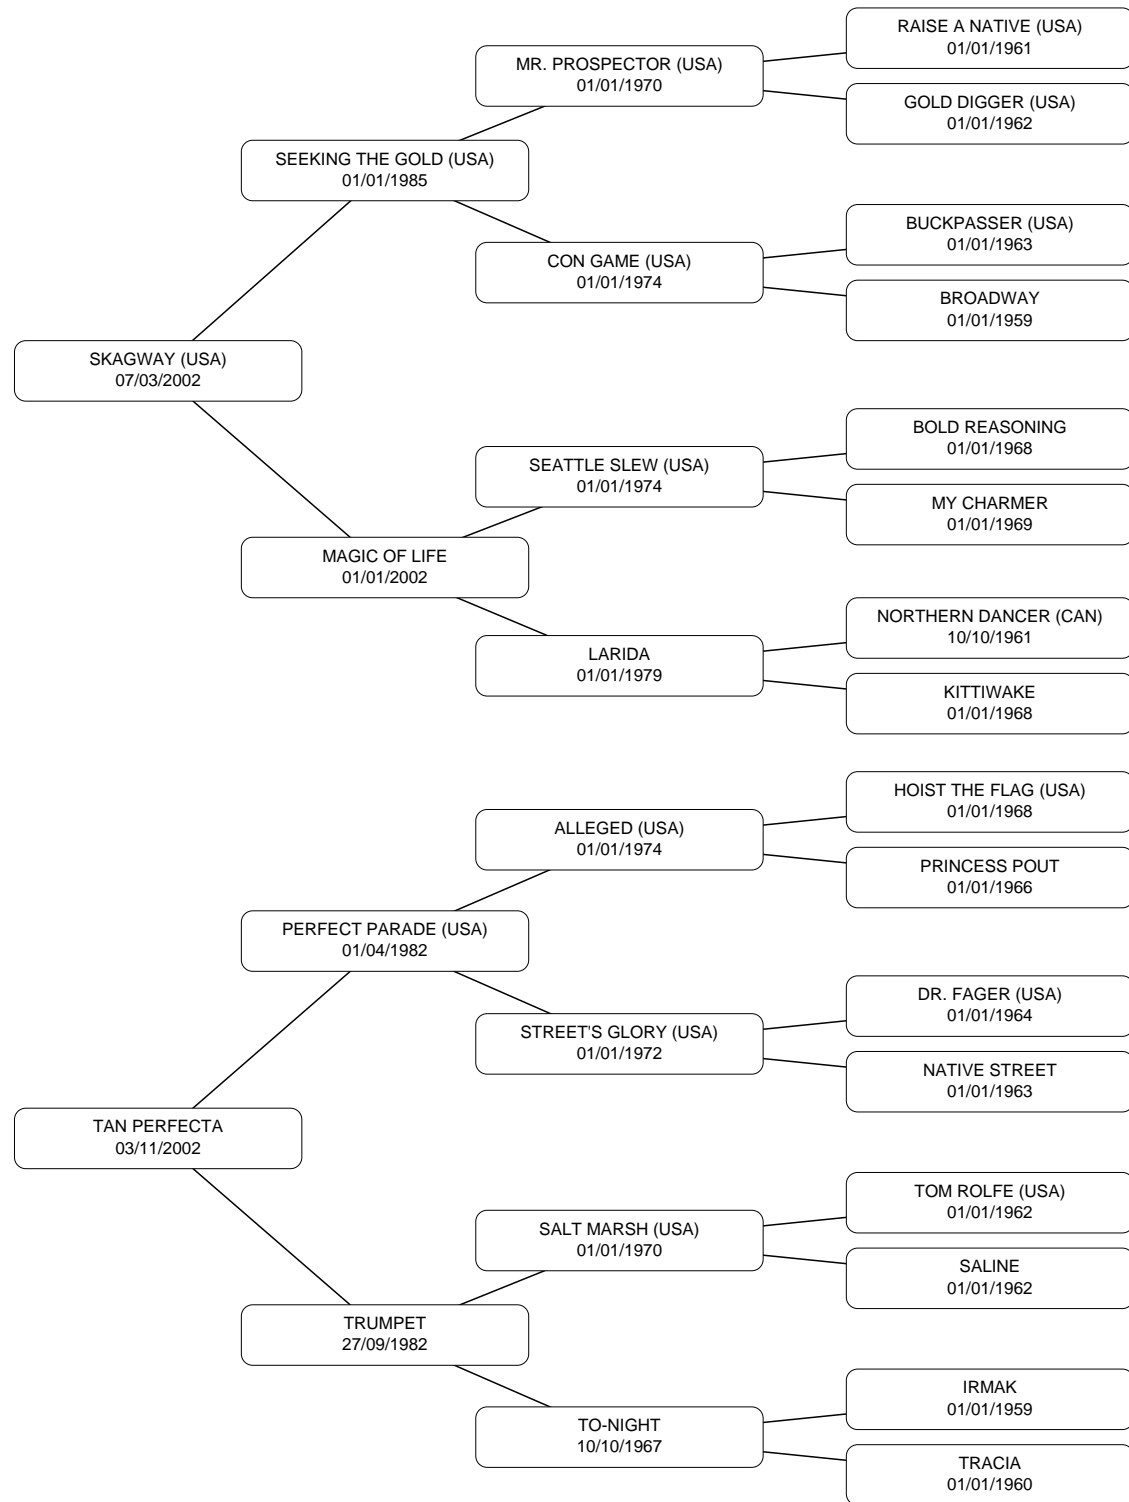 RAISE A NATIVE (USA)
01/01/1961
MR. PROSPECTOR (USA)
01/01/1970
GOLD DIGGER (USA)
01/01/1962
SEEKING THE GOLD (USA)
01/01/1985
BUCKPASSER (USA)
01/01/1963
CON GAME (USA)
01/01/1974
BROADWAY
01/01/1959
SKAGWAY (USA)
07/03/2002
BOLD REASONING
01/01/1968
SEATTLE SLEW (USA)
01/01/1974
MY CHARMER
01/01/1969
MAGIC OF LIFE
01/01/2002
NORTHERN DANCER (CAN)
10/10/1961
LARIDA
01/01/1979
KITTIWAKE
01/01/1968
HOIST THE FLAG (USA)
01/01/1968
ALLEGED (USA)
01/01/1974
PRINCESS POUT
01/01/1966
PERFECT PARADE (USA)
01/04/1982
DR. FAGER (USA)
01/01/1964
STREET'S GLORY (USA)
01/01/1972
NATIVE STREET
01/01/1963
TAN PERFECTA
03/11/2002
TOM ROLFE (USA)
01/01/1962
SALT MARSH (USA)
01/01/1970
SALINE
01/01/1962
TRUMPET
27/09/1982
IRMAK
01/01/1959
TO-NIGHT
10/10/1967
TRACIA
01/01/1960